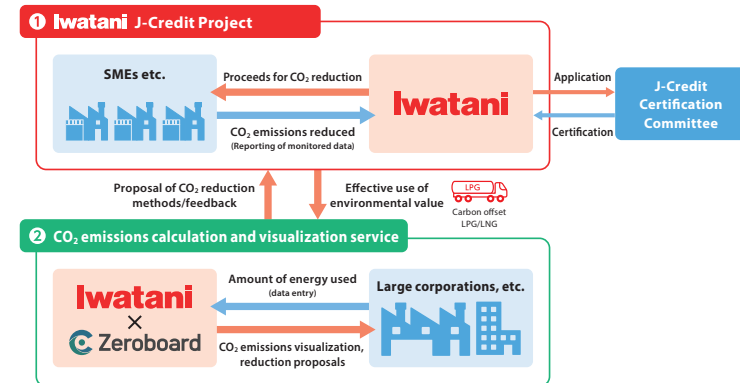 1 Iwatani J-Credit Project
SMEs etc.
Proceeds for CO₂ reduction
CO₂ emissions reduced
(Reporting of monitored data)
Iwatani
Application
Certification
J-Credit
Certification
Committee
Proposal of CO₂ reduction
methods/feedback
Effective use of
environmental value
LPG
Carbon offset
LPG/LNG
2 CO₂ emissions calculation and visualization service
Iwatani
×
Zeroboard
Amount of energy used
(data entry)
CO₂ emissions visualization,
reduction proposals
Large corporations, etc.